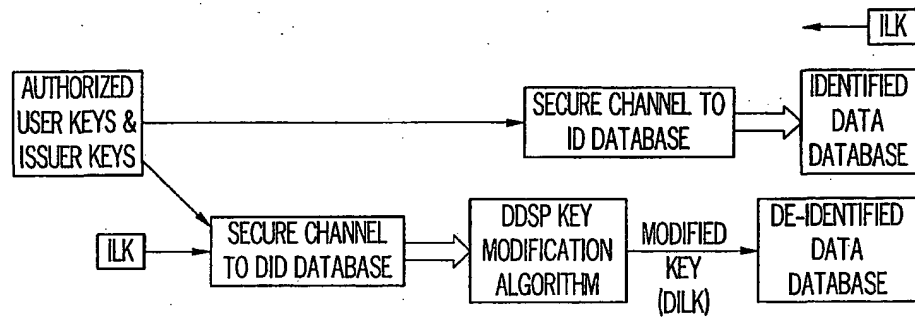 ILK
AUTHORIZED
USER KEYS &
ISSUER KEYS
SECURE CHANNEL TO
ID DATABASE
IDENTIFIED
DATA
DATABASE
ILK
SECURE CHANNEL
TO DID DATABASE
DDSP KEY
MODIFICATION
ALGORITHM
MODIFIED
KEY
(DILK)
DE-IDENTIFIED
DATA
DATABASE